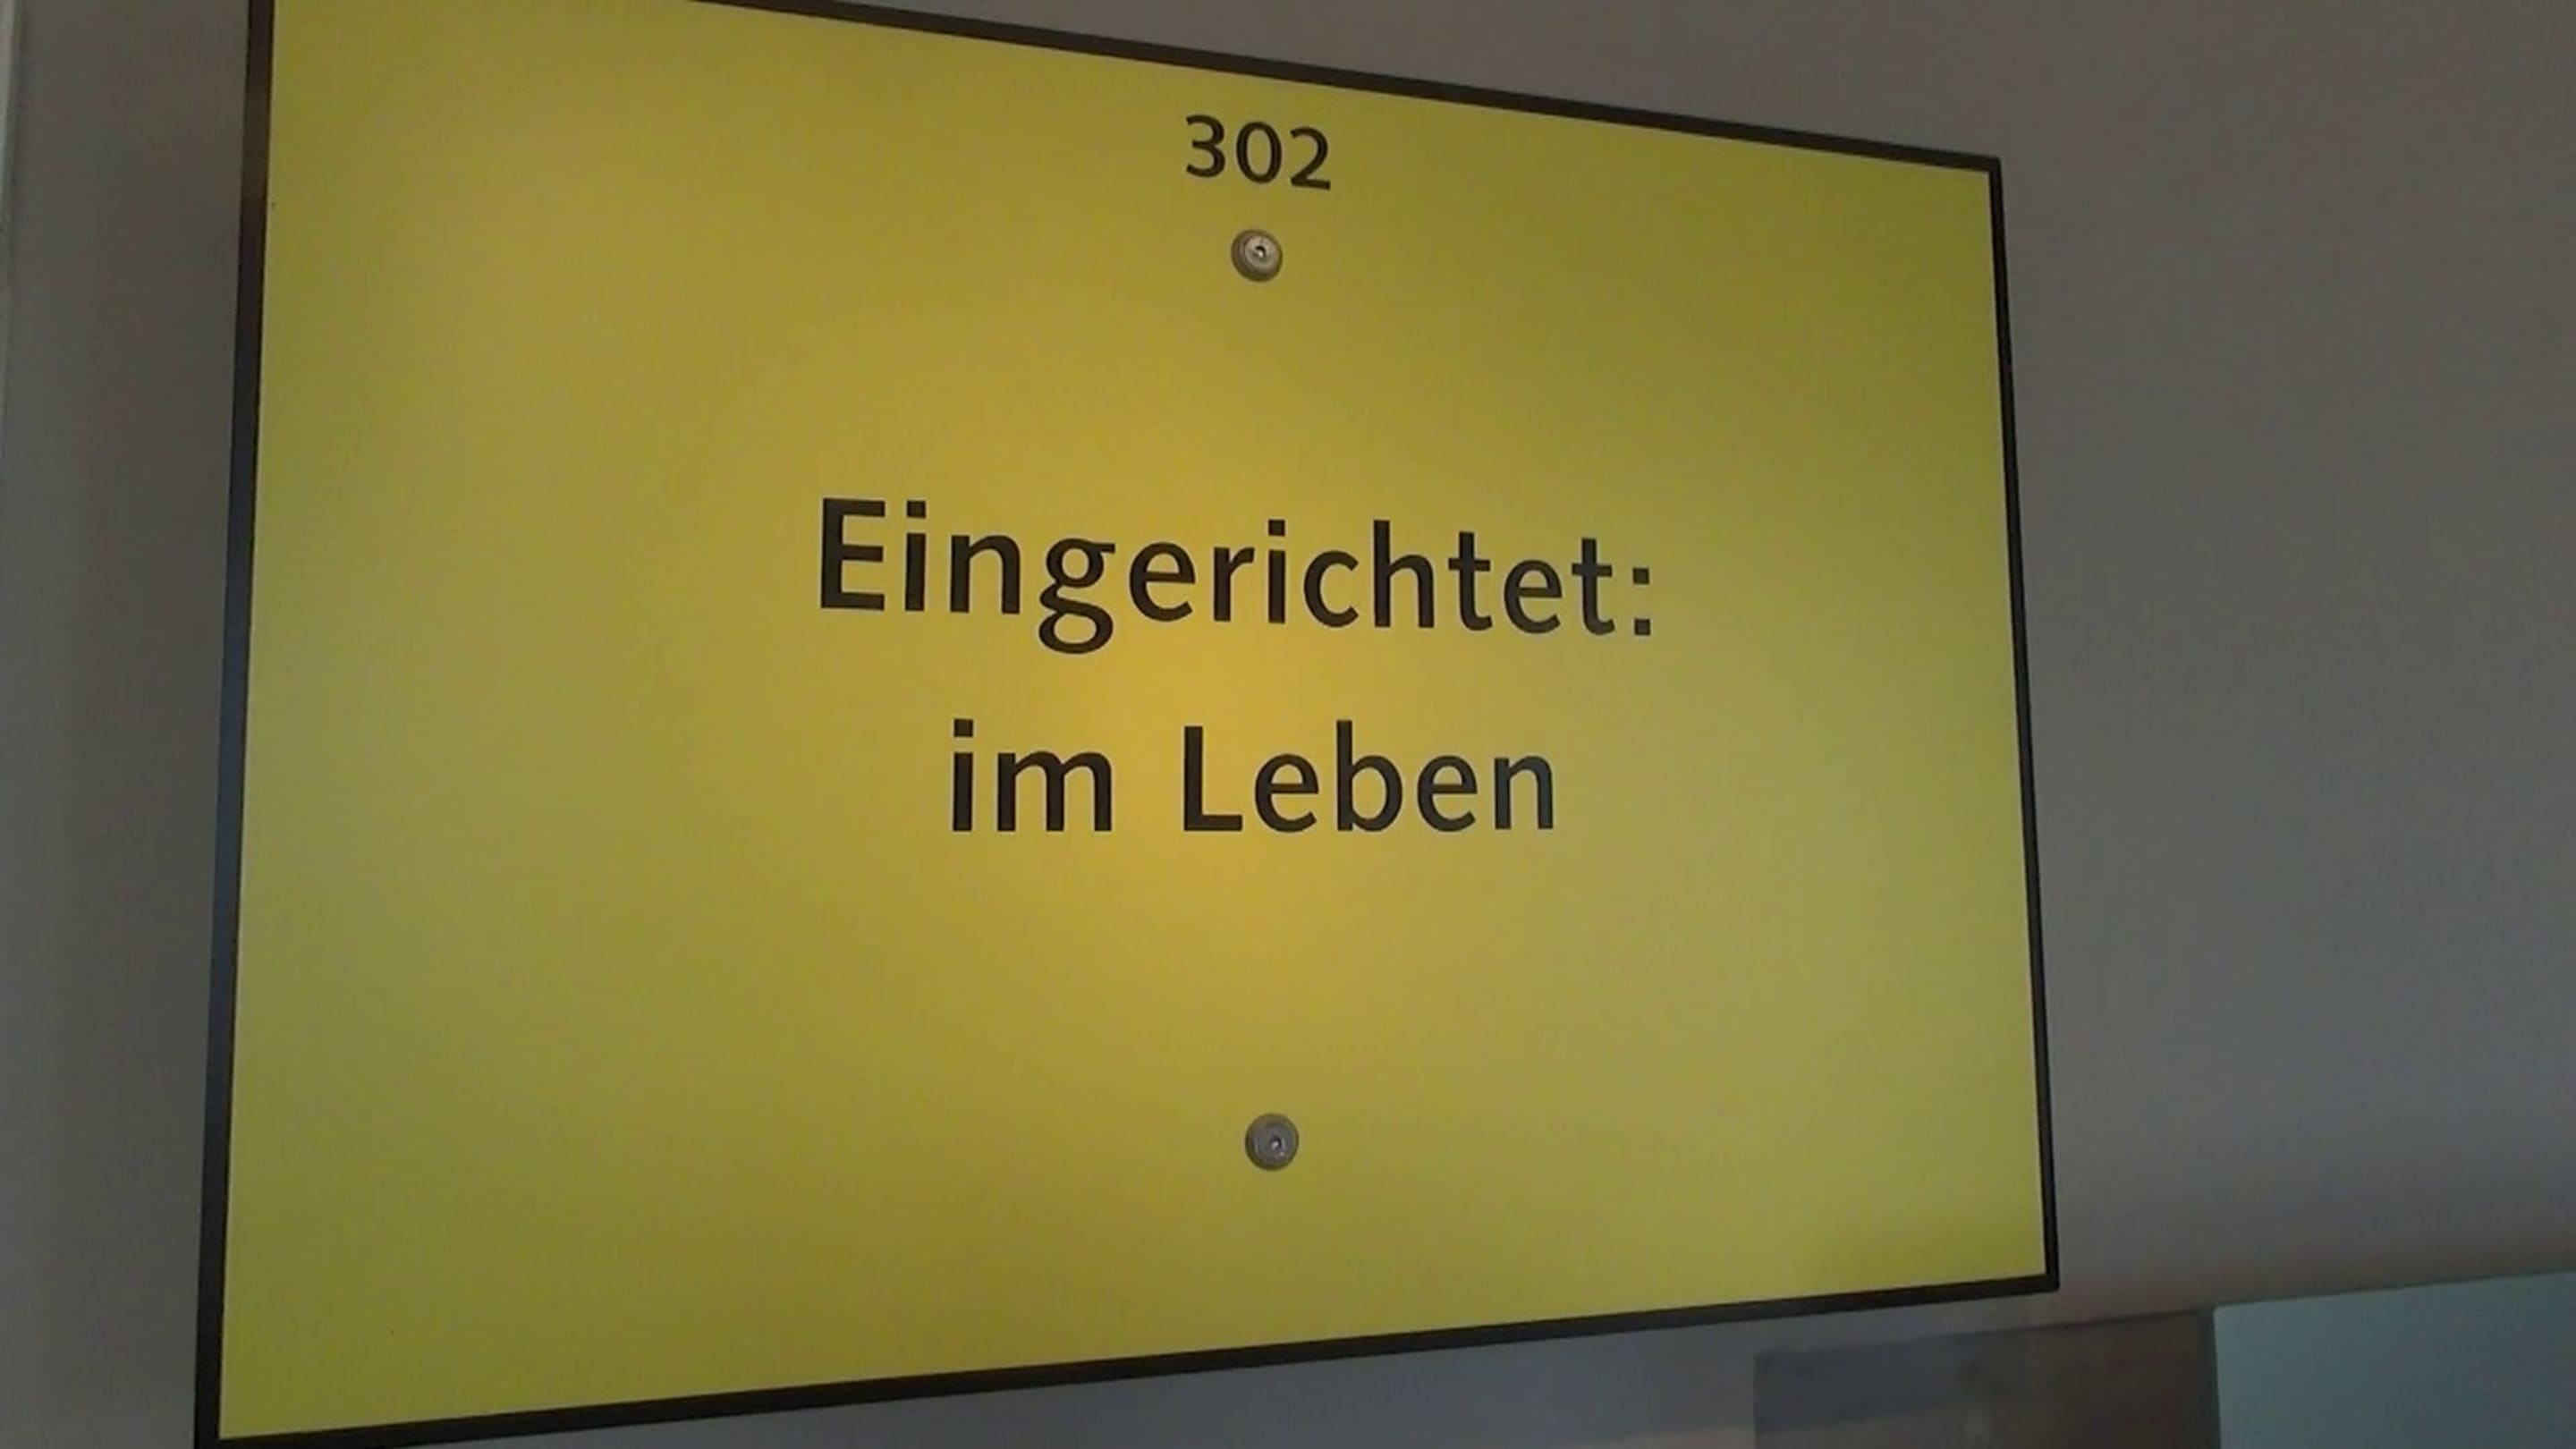 302
Eingerichtet:
im Leben